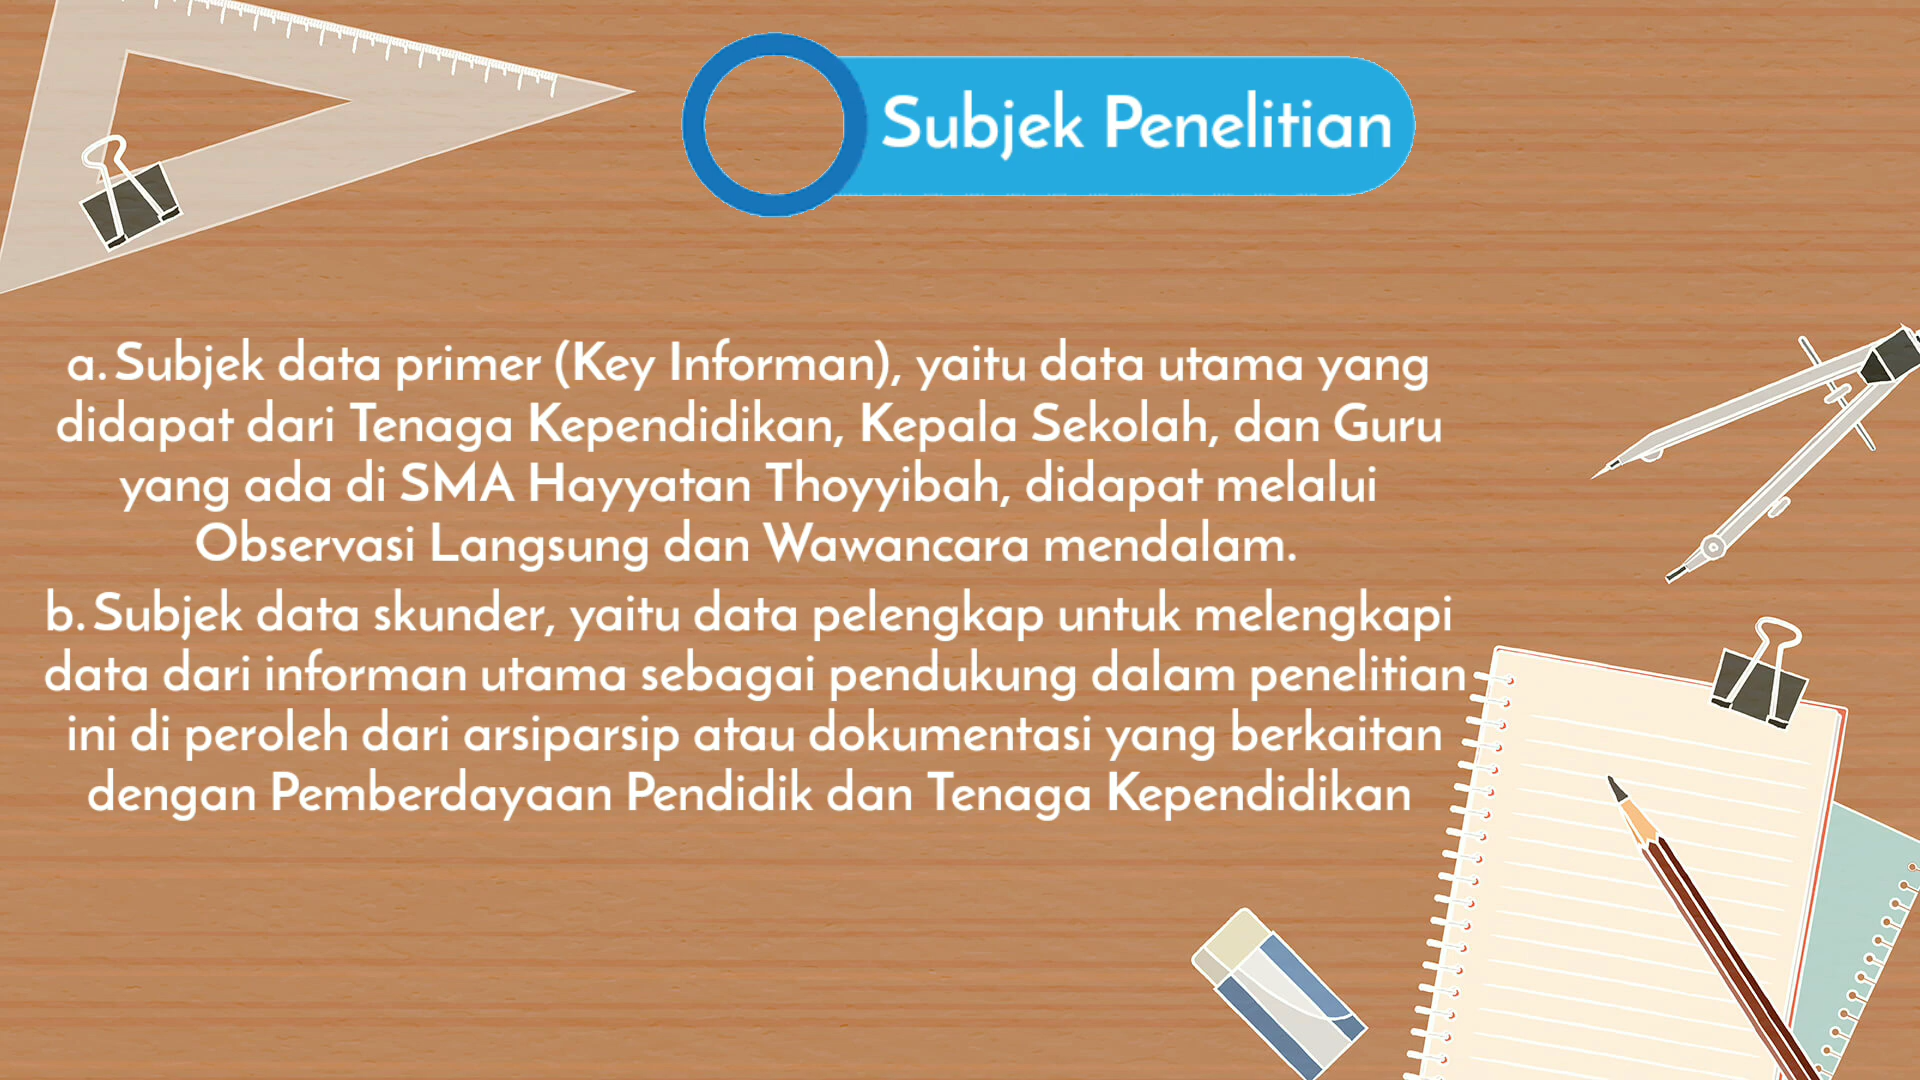 Subjek Penelitian
a. Subjek data primer (Key Informan), yaitu data utama yang
didapat dari Tenaga Kependidikan, Kepala Sekolah, dan Guru
yang ada di SMA Hayyatan Thoyyibah, didapat melalui
Observasi Langsung dan Wawancara mendalam.
b. Subjek data skunder, yaitu data pelengkap untuk melengkapi
data dari informan utama sebagai pendukung dalam penelitian
ini di peroleh dari arsiparsip atau dokumentasi yang berkaitan
dengan Pemberdayaan Pendidik dan Tenaga Kependidikan